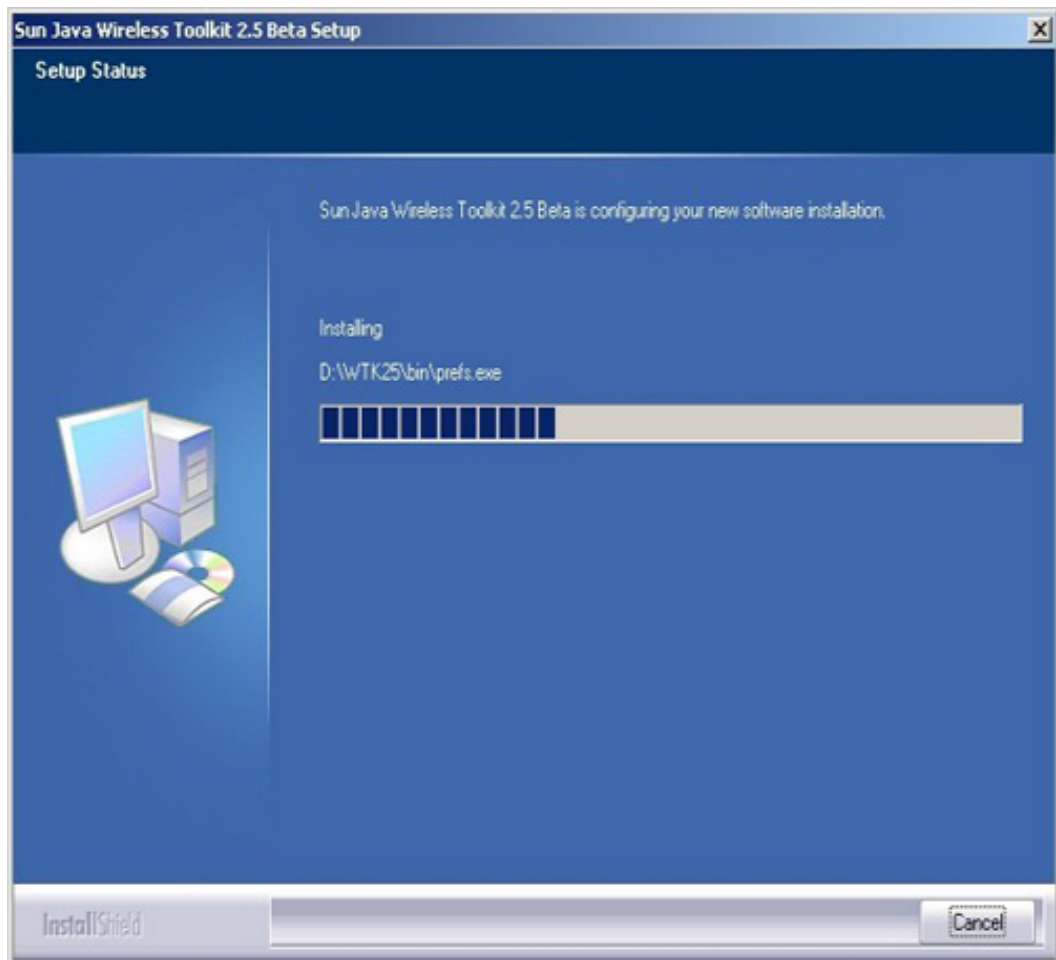 Sun Java Wireless Toolkit 2.5 Beta Setup
Setup Status
Sun Java Wireless Toolkit 2.5 Beta is configuring your new software installation.
Installing
D:\WTK25\bin\prefs.exe
InstallShield
Cancel